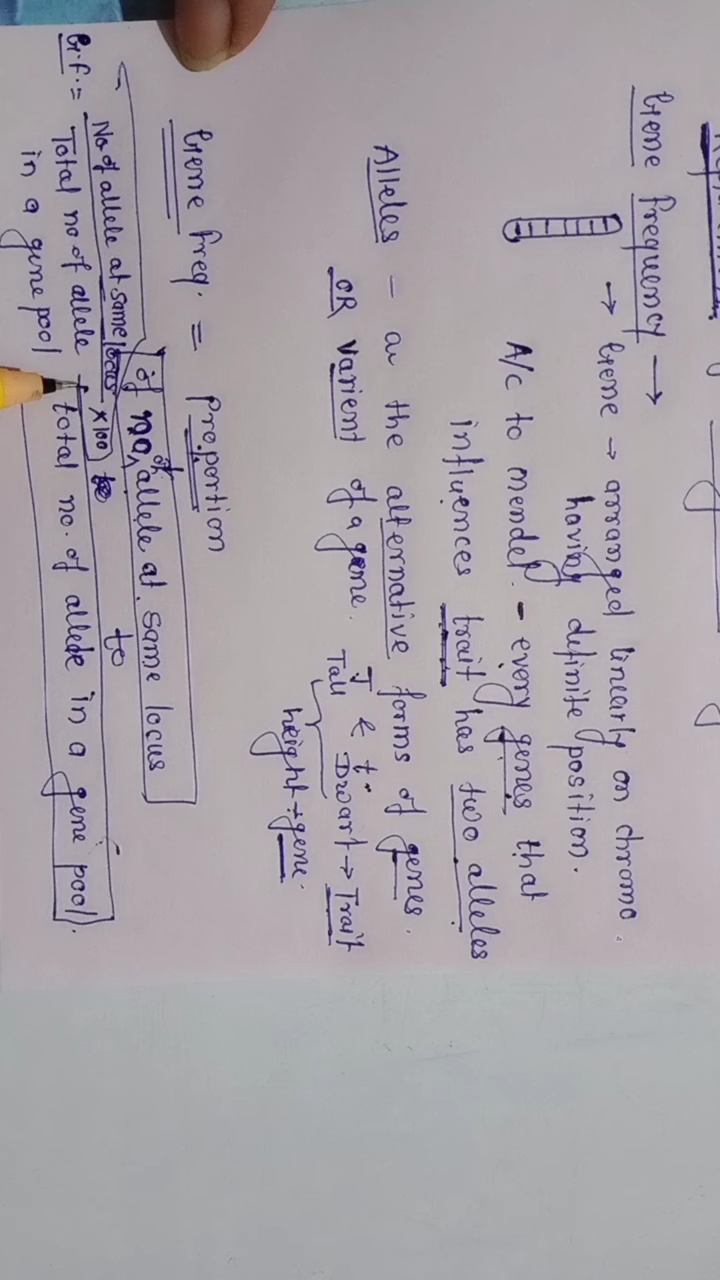 Gene frequency →
→ Gene → arranged linearly on chromo.
having definite position.
A/c to mendel. - every genes that
influences trait has two alleles
Alleles - are the alternative forms of genes.
OR varient of a gene. T & t.
Tall Dwarf → Trait
height → gene.
Gene freq. = proportion
of no. of allele at same locus
to
total no. of allele in a gene pool.
G.f. = No of allele at same locus x100
Total no of allele
in a gene pool